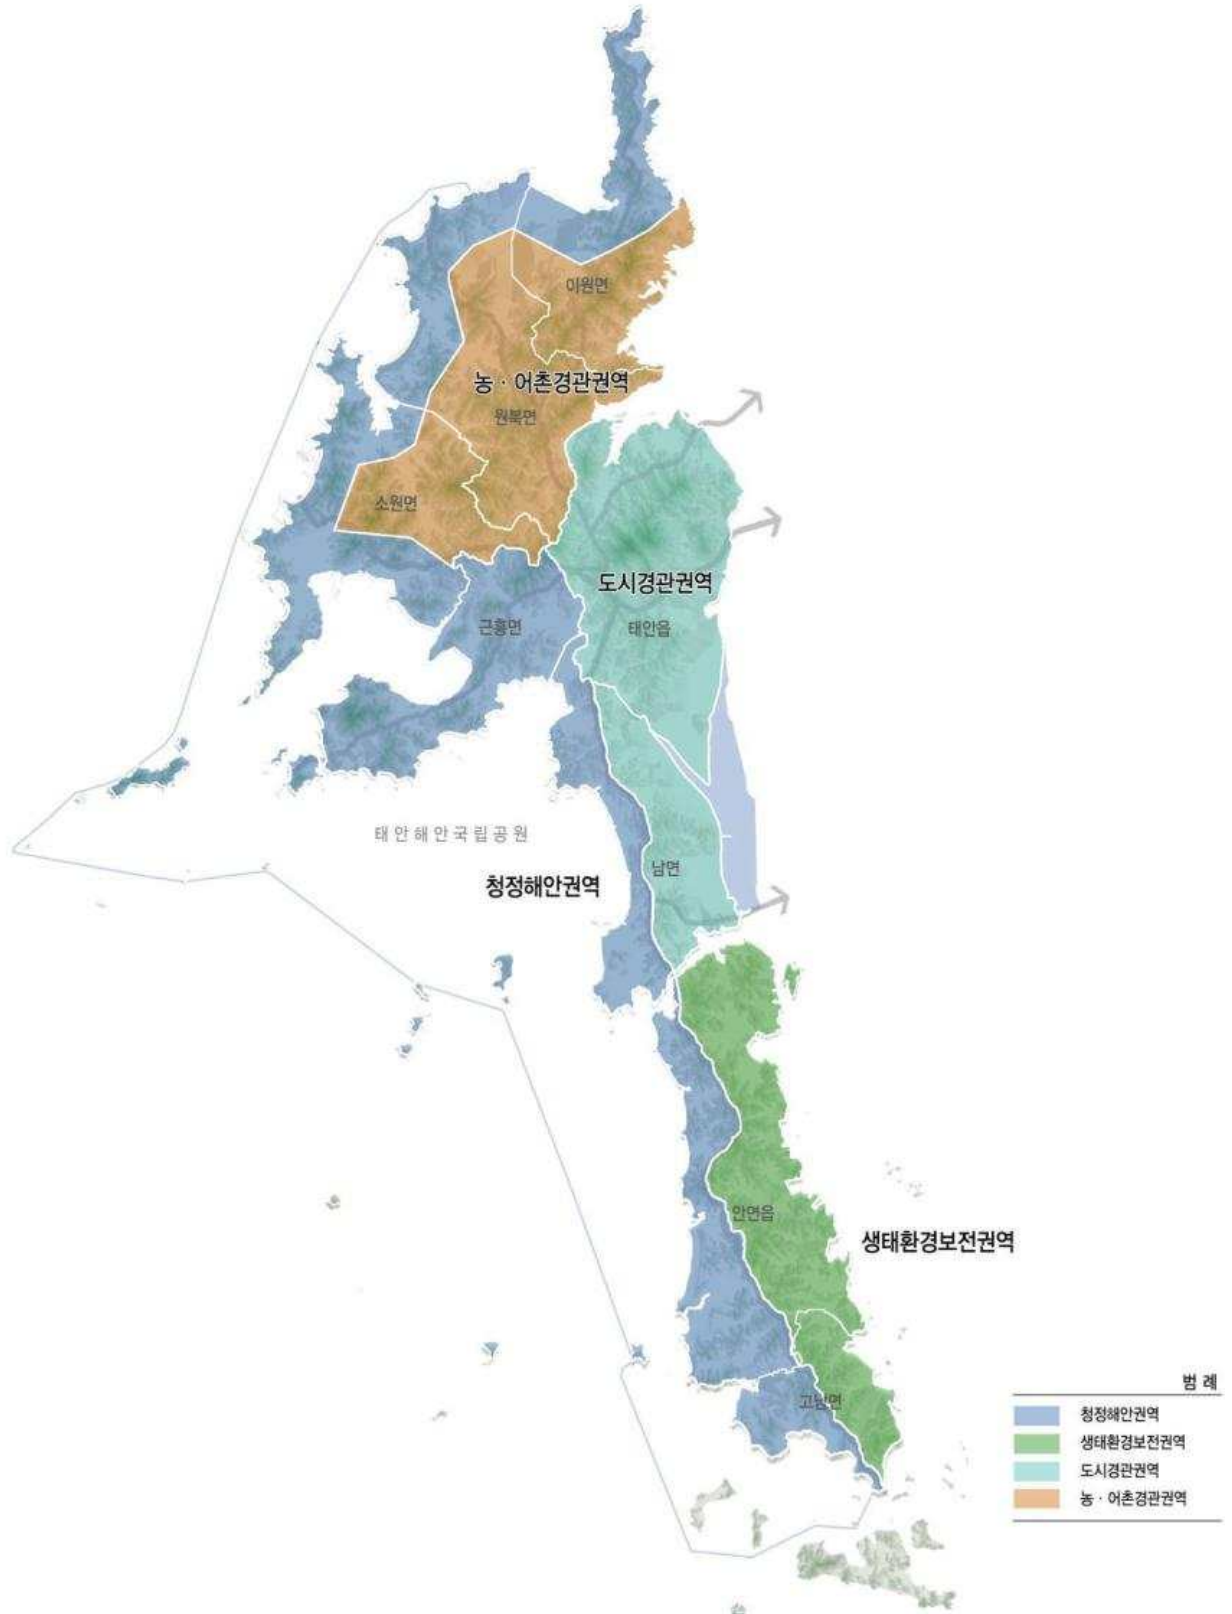 이원면
농 · 어촌경관권역
원북면
소원면
도시경관권역
근흥면
태안읍
태안해안국립공원
남면
청정해안권역
안면읍
생태환경보전권역
고남면
범 례
청정해안권역
생태환경보전권역
도시경관권역
농 · 어촌경관권역